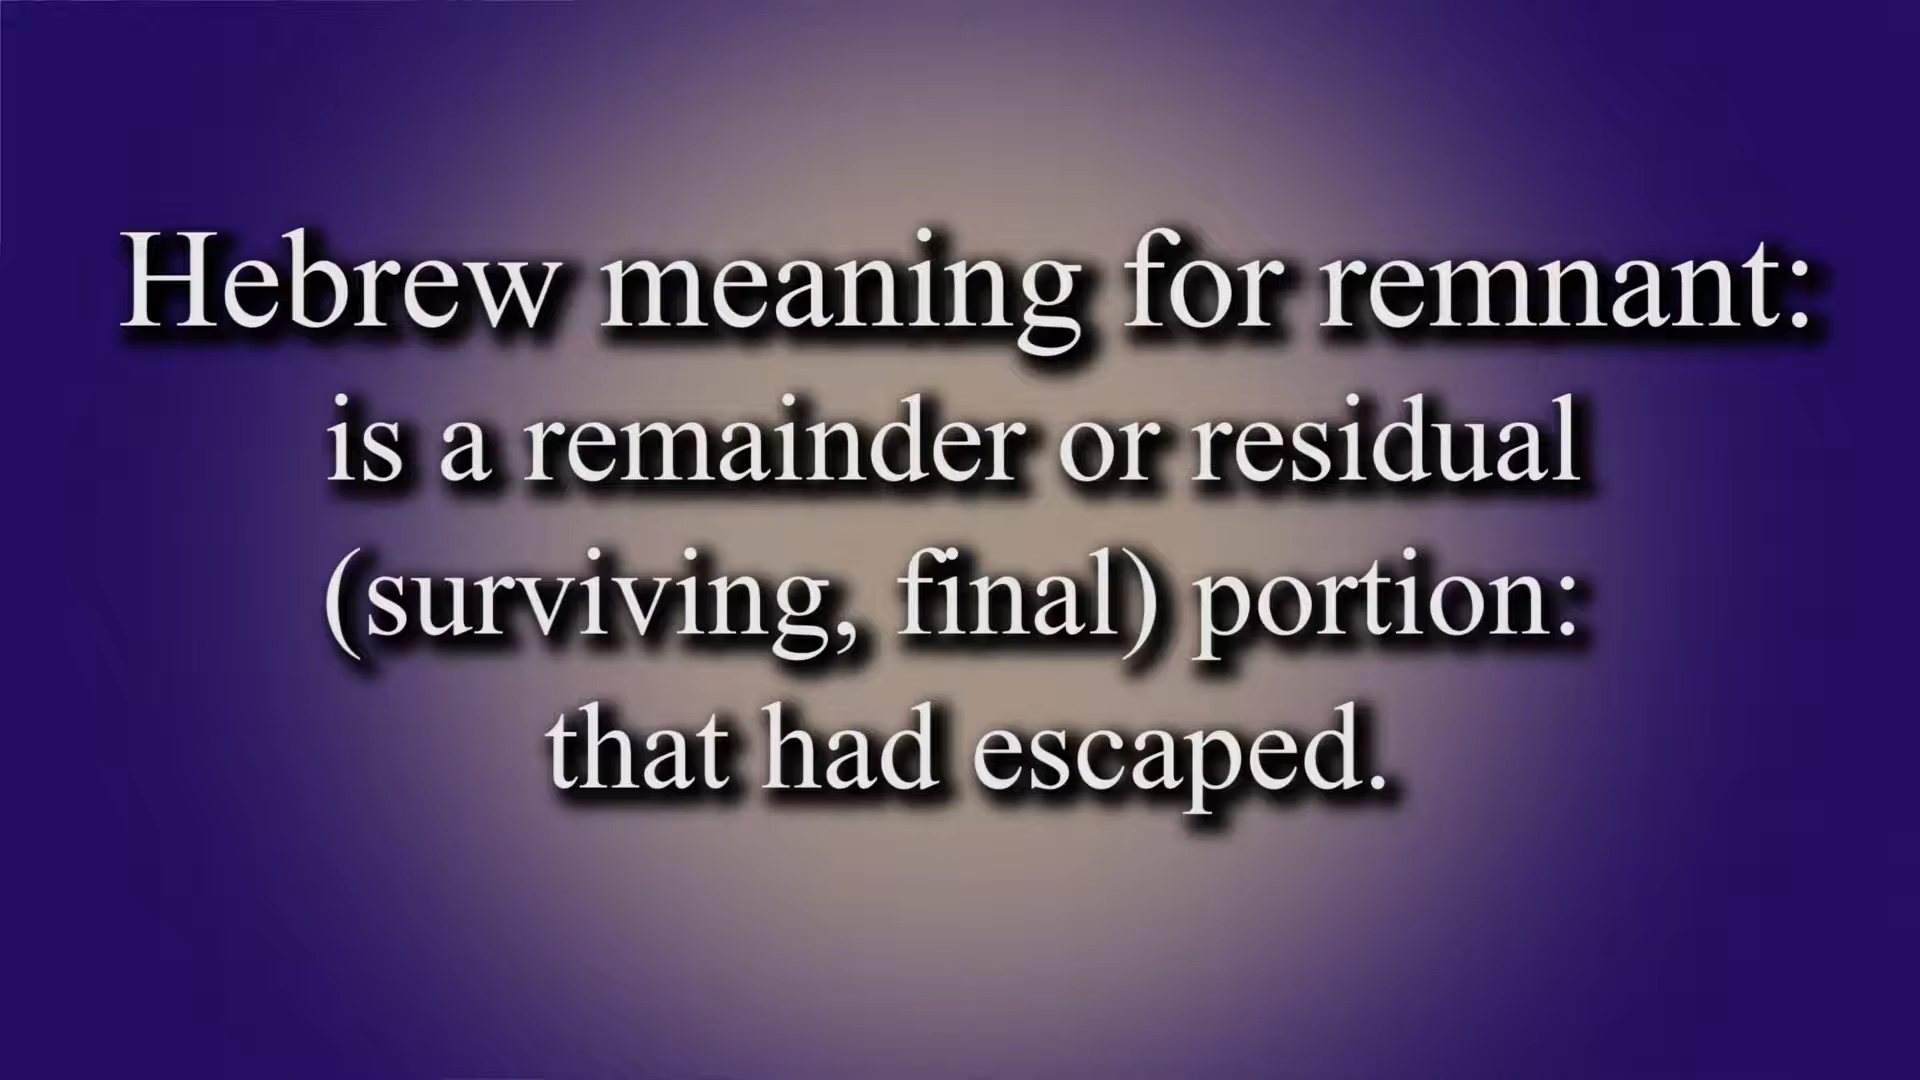 Hebrew meaning for remnant:
is a remainder or residual
(surviving, final) portion:
that had escaped.